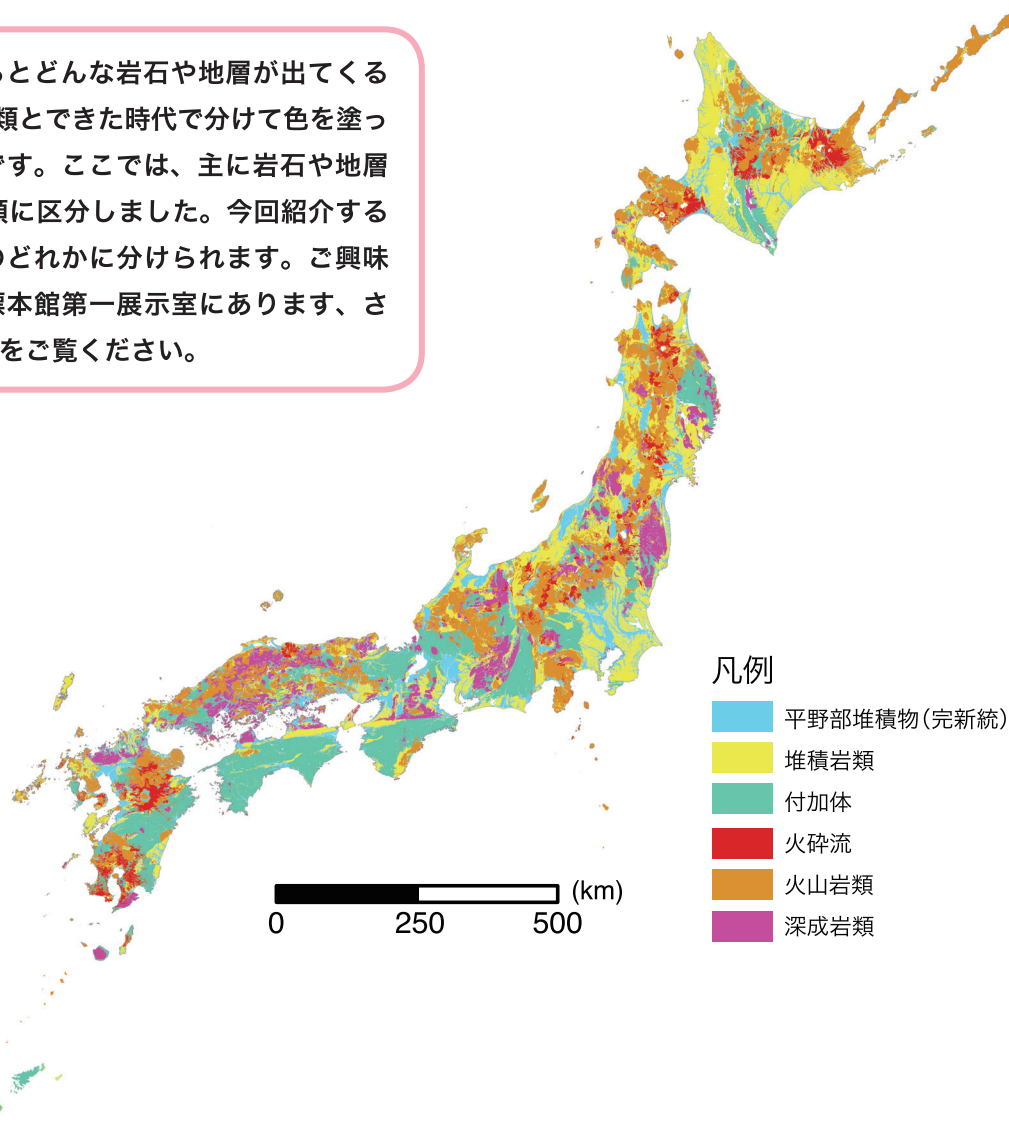 るとどんな岩石や地層が出てくる
類とできた時代で分けて色を塗っ
です。ここでは、主に岩石や地層
類に区分しました。今回紹介する
のどれかに分けられます。ご興味
標本館第一展示室にあります、さ
をご覧ください。
凡例
平野部堆積物（完新統）
堆積岩類
付加体
火砕流
火山岩類
深成岩類
(km)
0 250 500